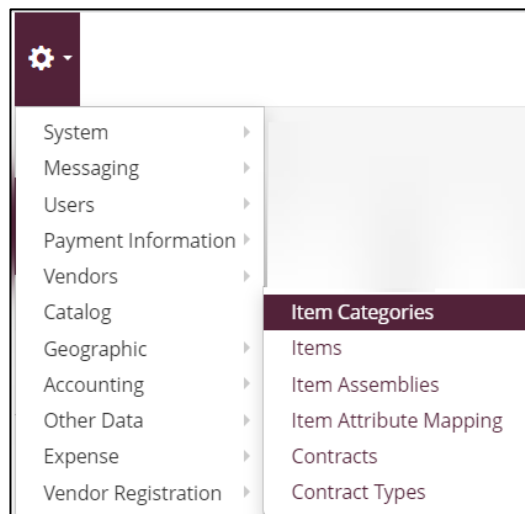 System
Messaging
Users
Payment Information
Vendors
Catalog
Geographic
Accounting
Other Data
Expense
Vendor Registration
Item Categories
Items
Item Assemblies
Item Attribute Mapping
Contracts
Contract Types